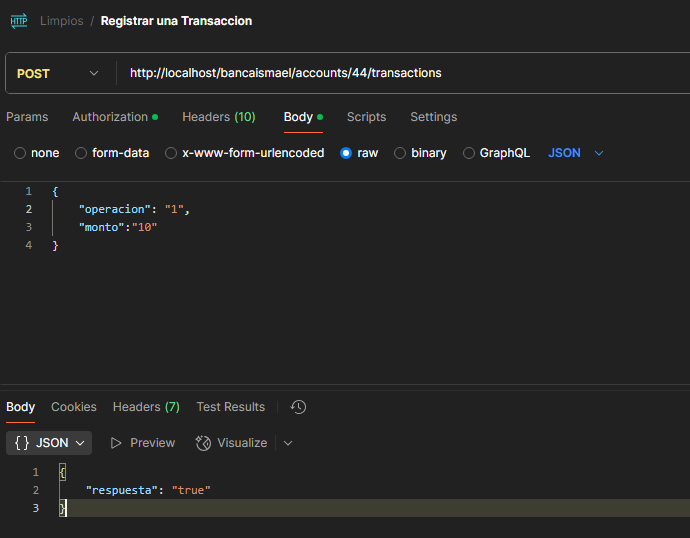 HTTP Limpios / Registrar una Transaccion
POST http://localhost/bancaismael/accounts/44/transactions
Params Authorization Headers (10) Body Scripts Settings
none form-data x-www-form-urlencoded raw binary GraphQL JSON
1 {
2 "operacion": "1",
3 "monto":"10"
4 }
Body Cookies Headers (7) Test Results
{} JSON Preview Visualize
1 {
2 "respuesta": "true"
3 }